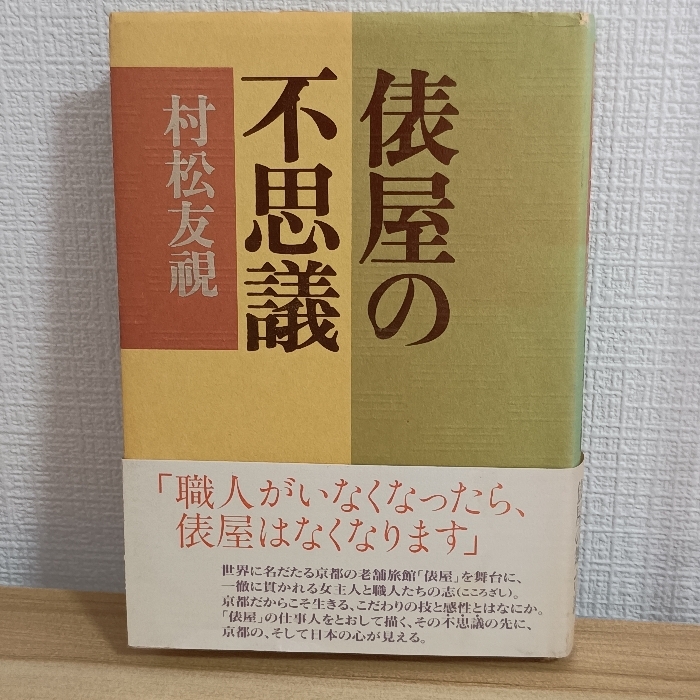 俵屋の
不思議
村松友視
「職人がいなくなったら、
俵屋はなくなります」
世界に名だたる京都の老舗旅館「俵屋」を舞台に、
一徹に貫かれる女主人と職人たちの志(こころざし)。
京都だからこそ生きる、こだわりの技と感性とはなにか。
「俵屋」の仕事人をとおして描く、その不思議の先に、
京都の、そして日本の心が見える。